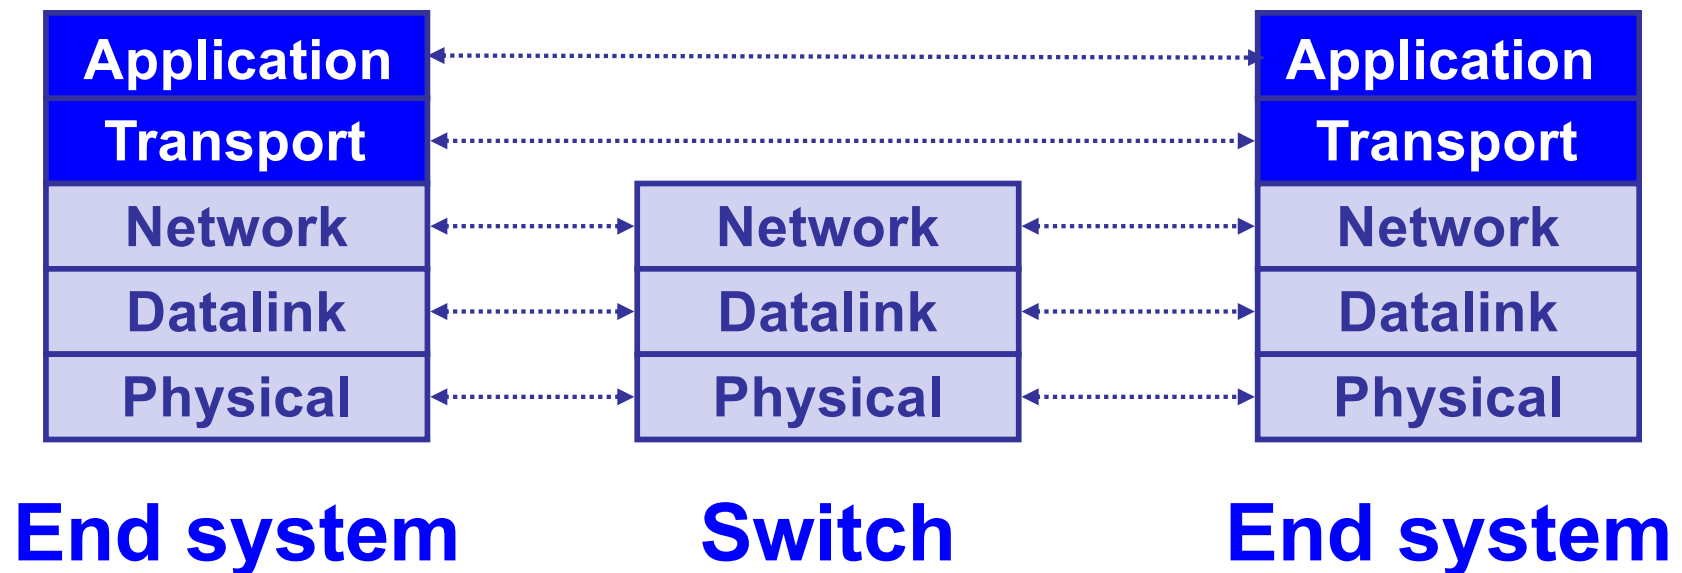 Application
Transport
Network
Datalink
Physical
End system
Network
Datalink
Physical
Switch
Application
Transport
Network
Datalink
Physical
End system